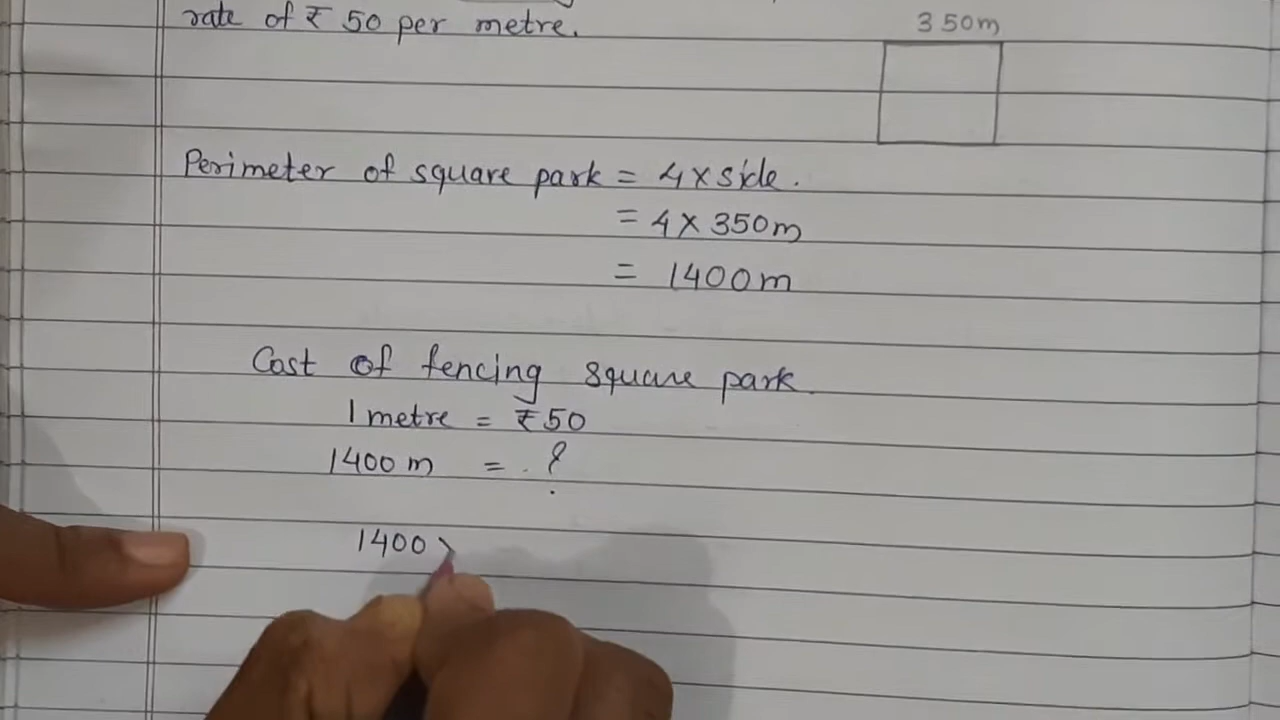 rate of ₹ 50 per metre.
350m
Perimeter of square park = 4 x side.
= 4 x 350m
= 1400m
Cost of fencing square park.
1 metre = ₹50
1400 m = . ?
1400 x